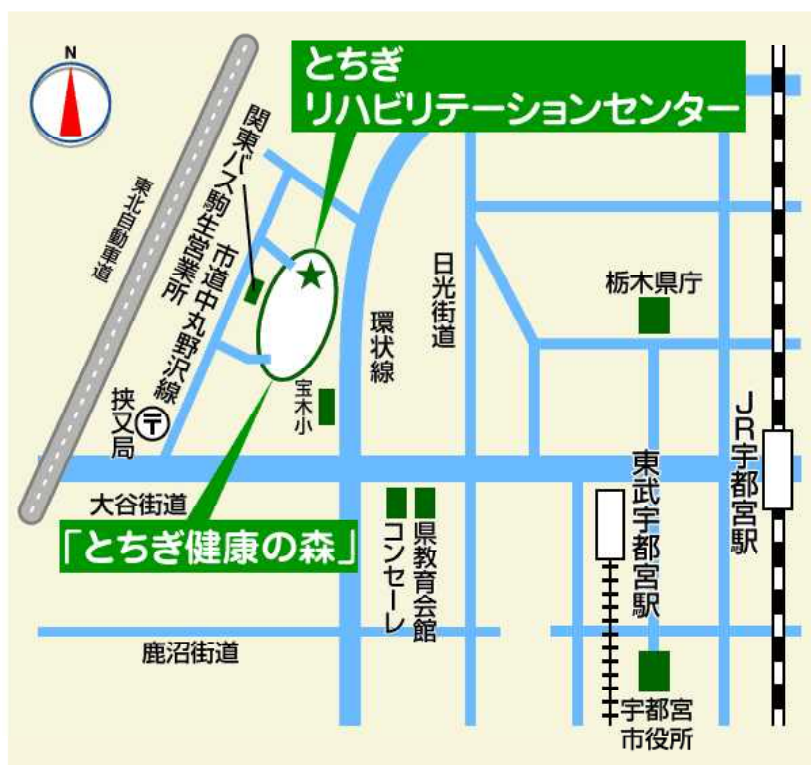 N
とちぎ
リハビリテーションセンター
関東バス駒生営業所
東北自動車道
市道中丸野沢線
日光街道
環状線
栃木県庁
宝木小
挟又局
〒
JR宇都宮駅
大谷街道
東武宇都宮駅
「とちぎ健康の森」
コンセーレ
県教育会館
鹿沼街道
宇都宮
市役所